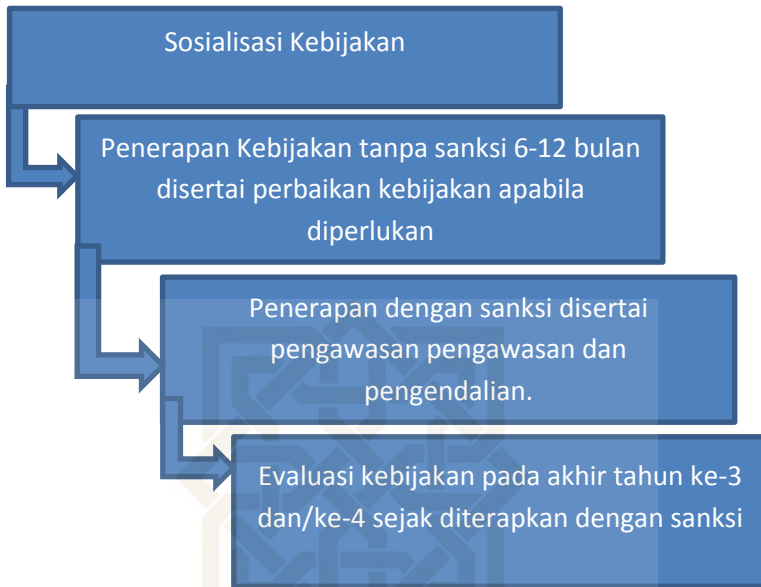 Sosialisasi Kebijakan
Penerapan Kebijakan tanpa sanksi 6-12 bulan
disertai perbaikan kebijakan apabila
diperlukan
Penerapan dengan sanksi disertai
pengawasan pengawasan dan
pengendalian.
Evaluasi kebijakan pada akhir tahun ke-3
dan/ke-4 sejak diterapkan dengan sanksi